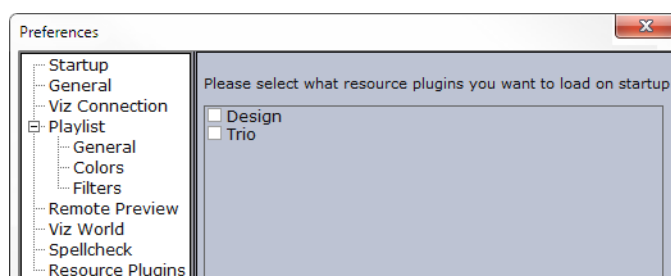 Preferences
Startup
General
Viz Connection
Playlist
General
Colors
Filters
Remote Preview
Viz World
Spellcheck
Resource Plugins
Please select what resource plugins you want to load on startup
Design
Trio